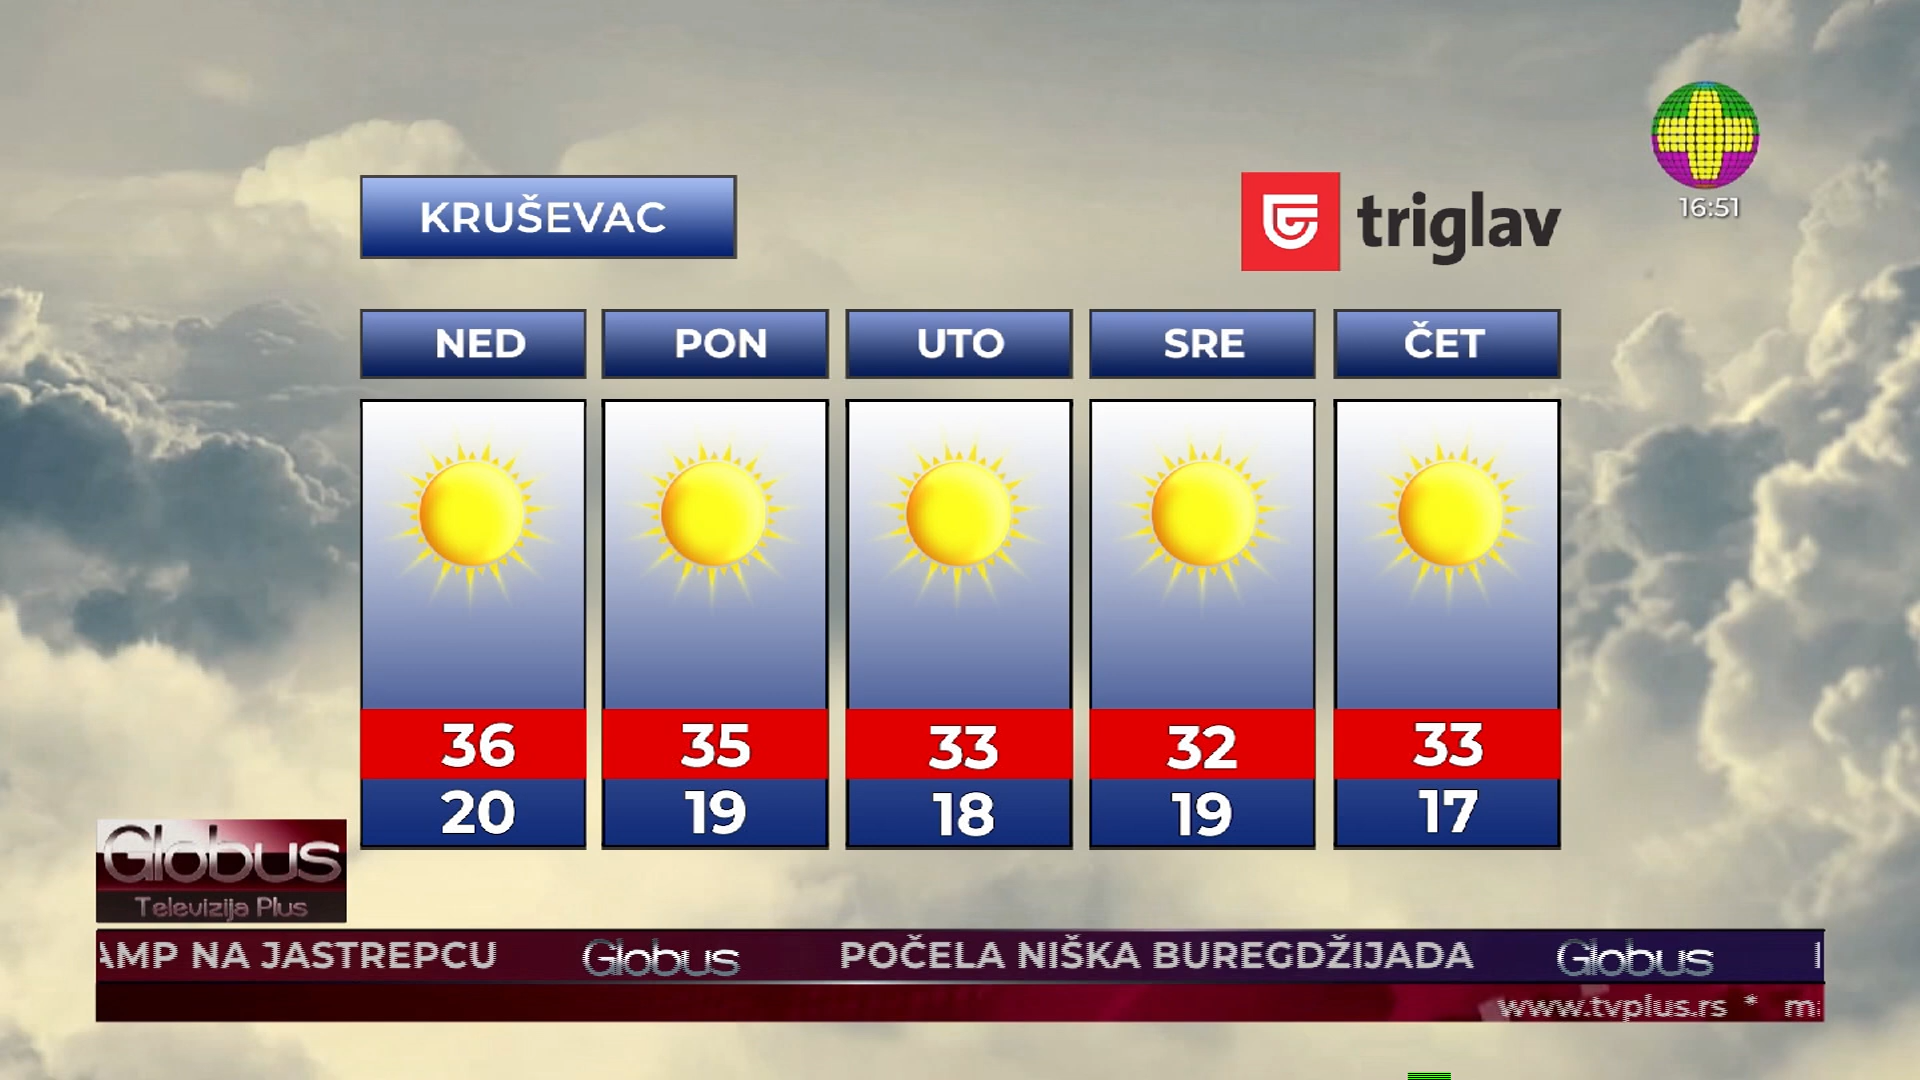 16:51
KRUŠEVAC
triglav
NED PON UTO SRE ČET
36 35 33 32 33
20 19 18 19 17
Globus
Televizija Plus
NA JASTREPCU Globus POČELA NIŠKA BUREGDŽIJADA Globus
www.tvplus.rs *